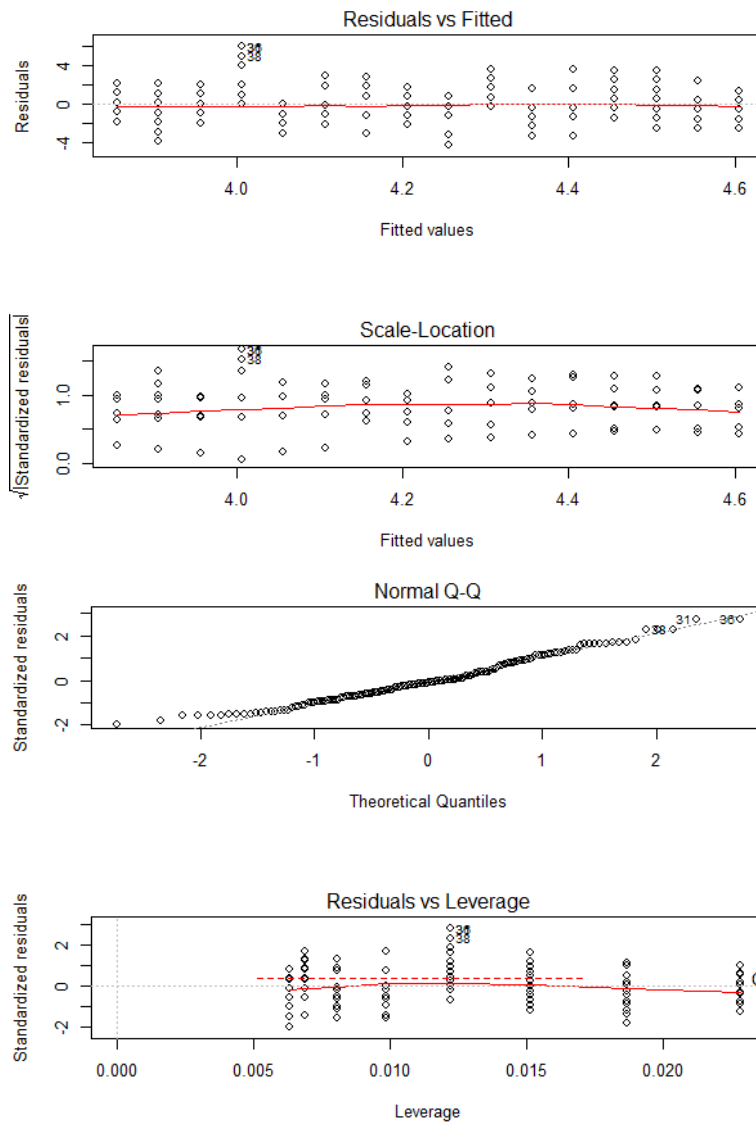 Residuals vs Fitted
Residuals
4
0
-4
38
4.0 4.2 4.4 4.6
Fitted values
Scale-Location
√|Standardized residuals|
1.0
0.0
38
4.0 4.2 4.4 4.6
Fitted values
Normal Q-Q
Standardized residuals
2
0
-2
31 36
38
-2 -1 0 1 2
Theoretical Quantiles
Residuals vs Leverage
Standardized residuals
2
0
-2
38
0.000 0.005 0.010 0.015 0.020
Leverage